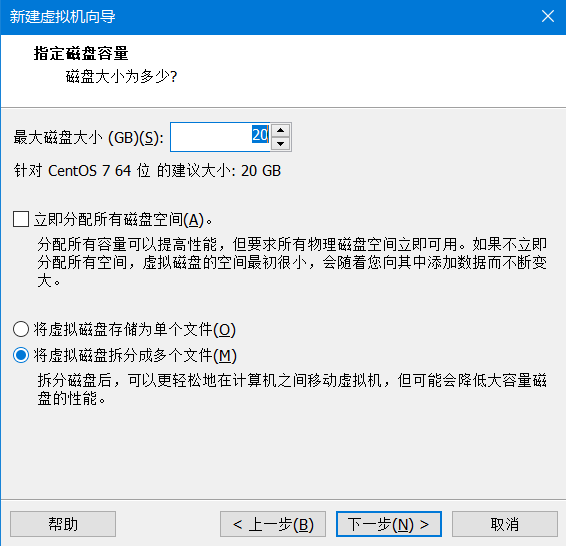 新建虚拟机向导
指定磁盘容量
磁盘大小为多少?
最大磁盘大小 (GB)(S): 20
针对 CentOS 7 64 位 的建议大小: 20 GB
立即分配所有磁盘空间(A)。
分配所有容量可以提高性能，但要求所有物理磁盘空间立即可用。如果不立即
分配所有空间，虚拟磁盘的空间最初很小，会随着您向其中添加数据而不断变
大。
将虚拟磁盘存储为单个文件(O)
将虚拟磁盘拆分成多个文件(M)
拆分磁盘后，可以更轻松地在计算机之间移动虚拟机，但可能会降低大容量磁
盘的性能。
帮助 < 上一步(B) 下一步(N) > 取消